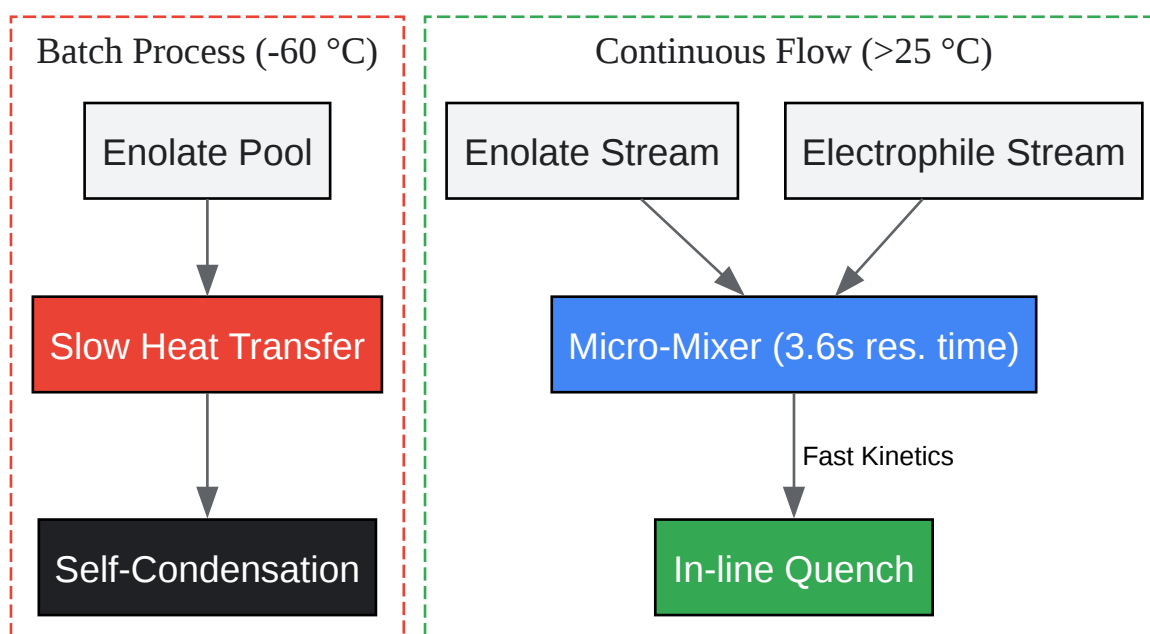 Batch Process (-60 °C)
Enolate Pool
Slow Heat Transfer
Self-Condensation
Continuous Flow (>25 °C)
Enolate Stream
Electrophile Stream
Micro-Mixer (3.6s res. time)
Fast Kinetics
In-line Quench